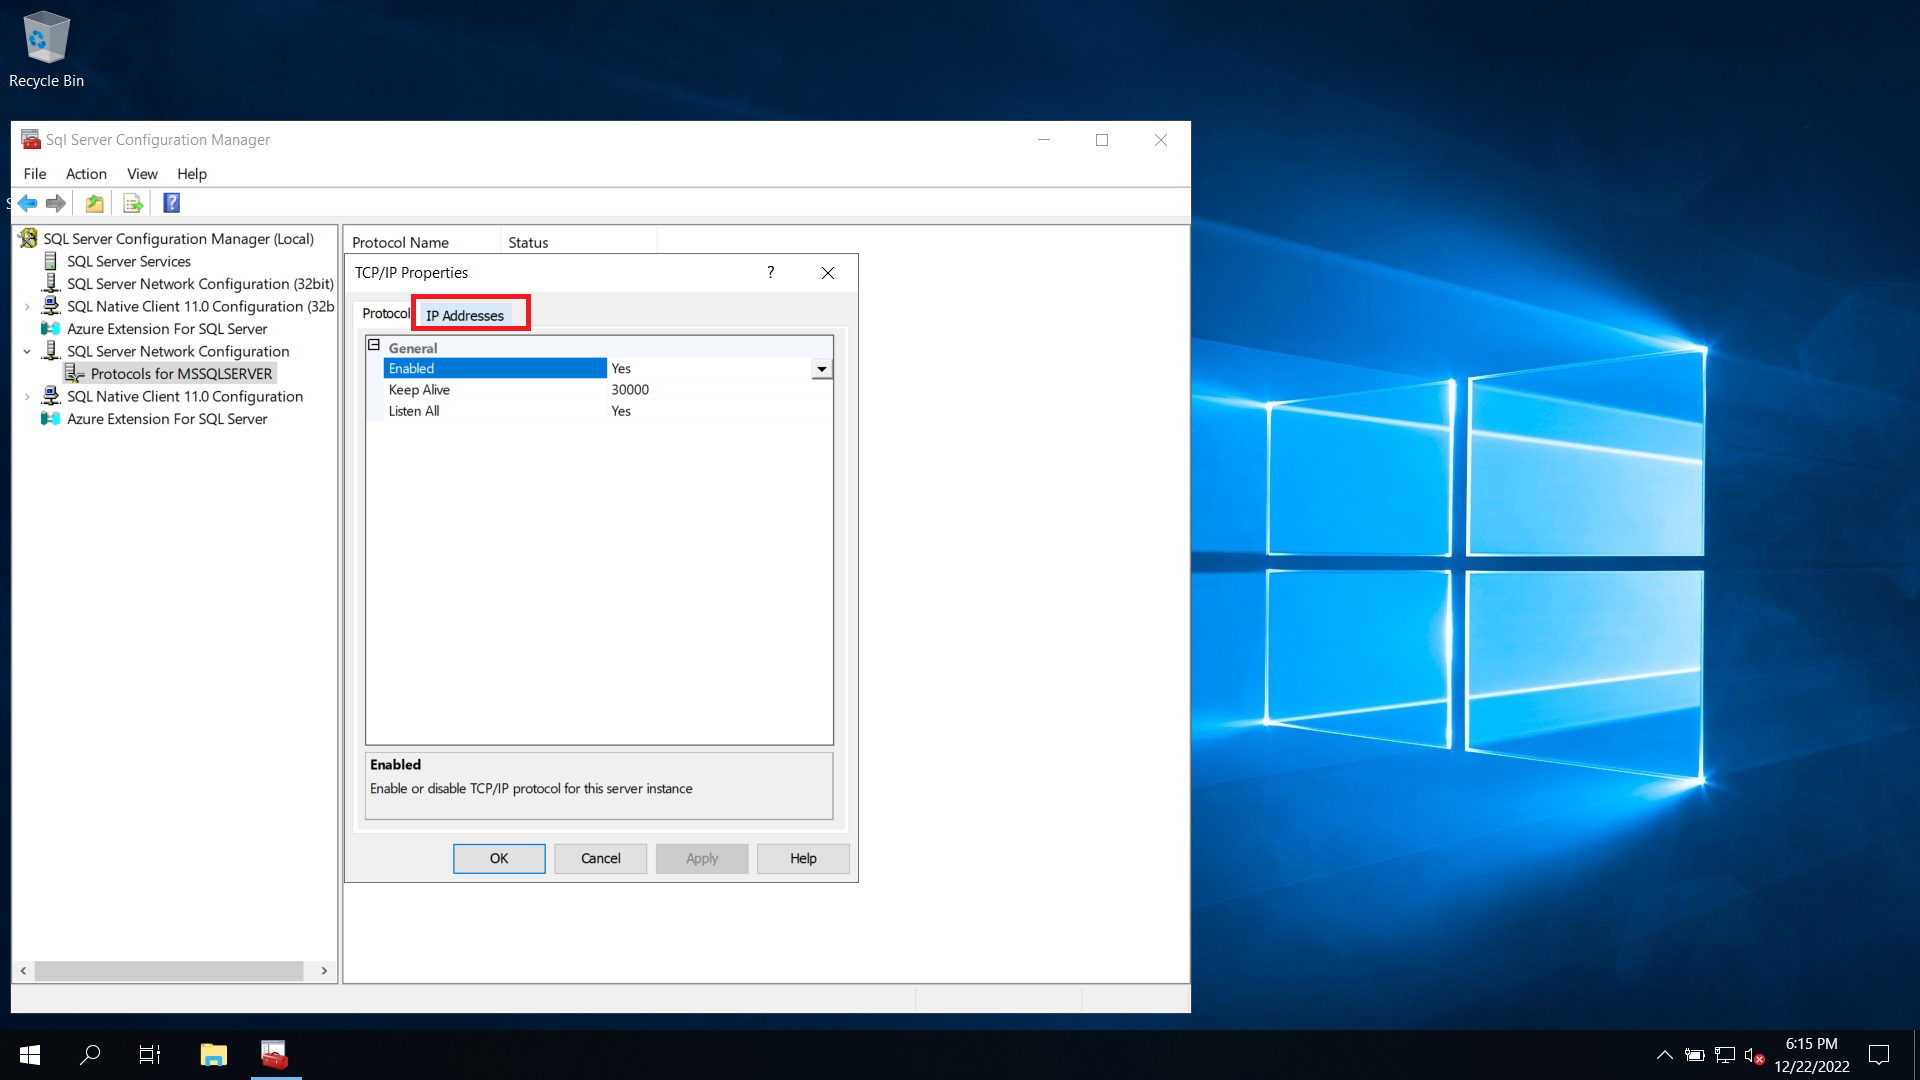 Recycle Bin
Sql Server Configuration Manager
File Action View Help
SQL Server Configuration Manager (Local)
SQL Server Services
SQL Server Network Configuration (32bit)
SQL Native Client 11.0 Configuration (32b
Azure Extension For SQL Server
SQL Server Network Configuration
Protocols for MSSQLSERVER
SQL Native Client 11.0 Configuration
Azure Extension For SQL Server
Protocol Name Status
TCP/IP Properties ?
Protocol IP Addresses
General
Enabled Yes
Keep Alive 30000
Listen All Yes
Enabled
Enable or disable TCP/IP protocol for this server instance
OK Cancel Apply Help
6:15 PM
12/22/2022